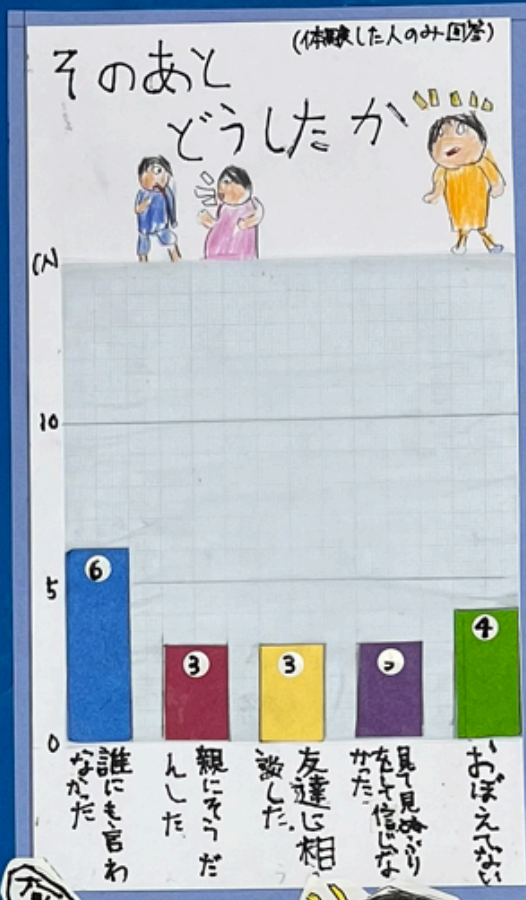 (体験した人のみ回答)
そのあと
どうしたか
(人)
10
5
0
6
3
3
4
誰にも言わ
なかった
親にそうだ
んした
友達に相
談した。
見て見ぬふり
かった
おぼえてない